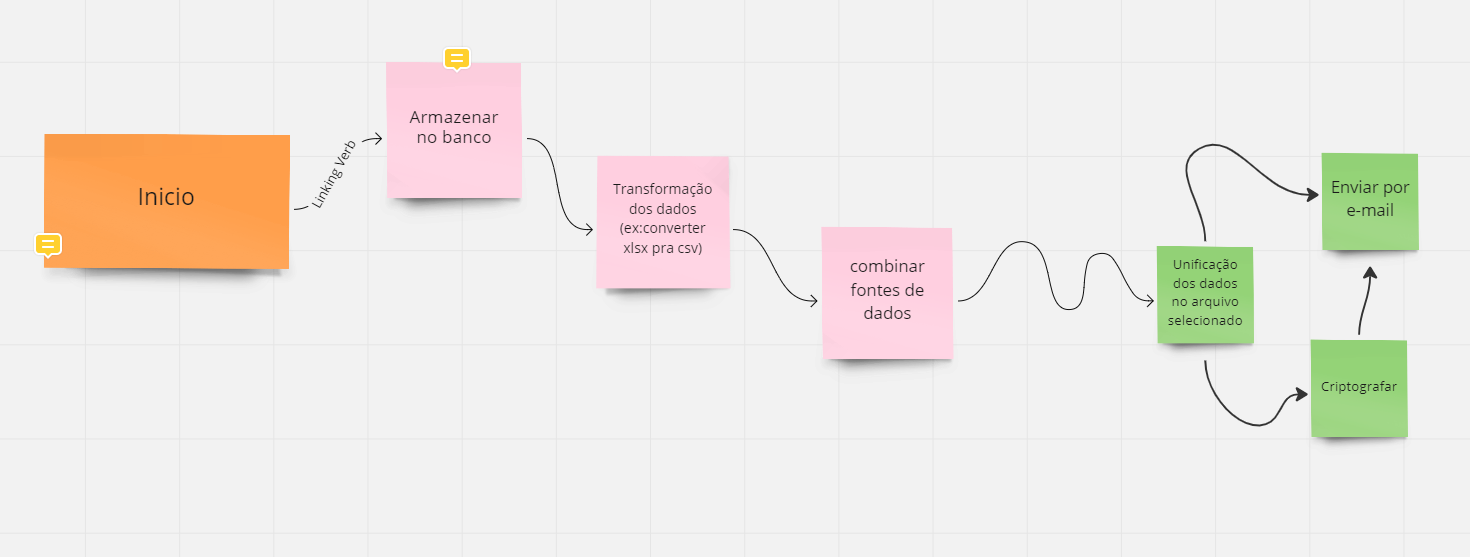 Inicio
Linking Verb
Armazenar
no banco
Transformação
dos dados
(ex:converter
xlsx pra csv)
combinar
fontes de
dados
Unificação
dos dados
no arquivo
selecionado
Enviar por
e-mail
Criptografar